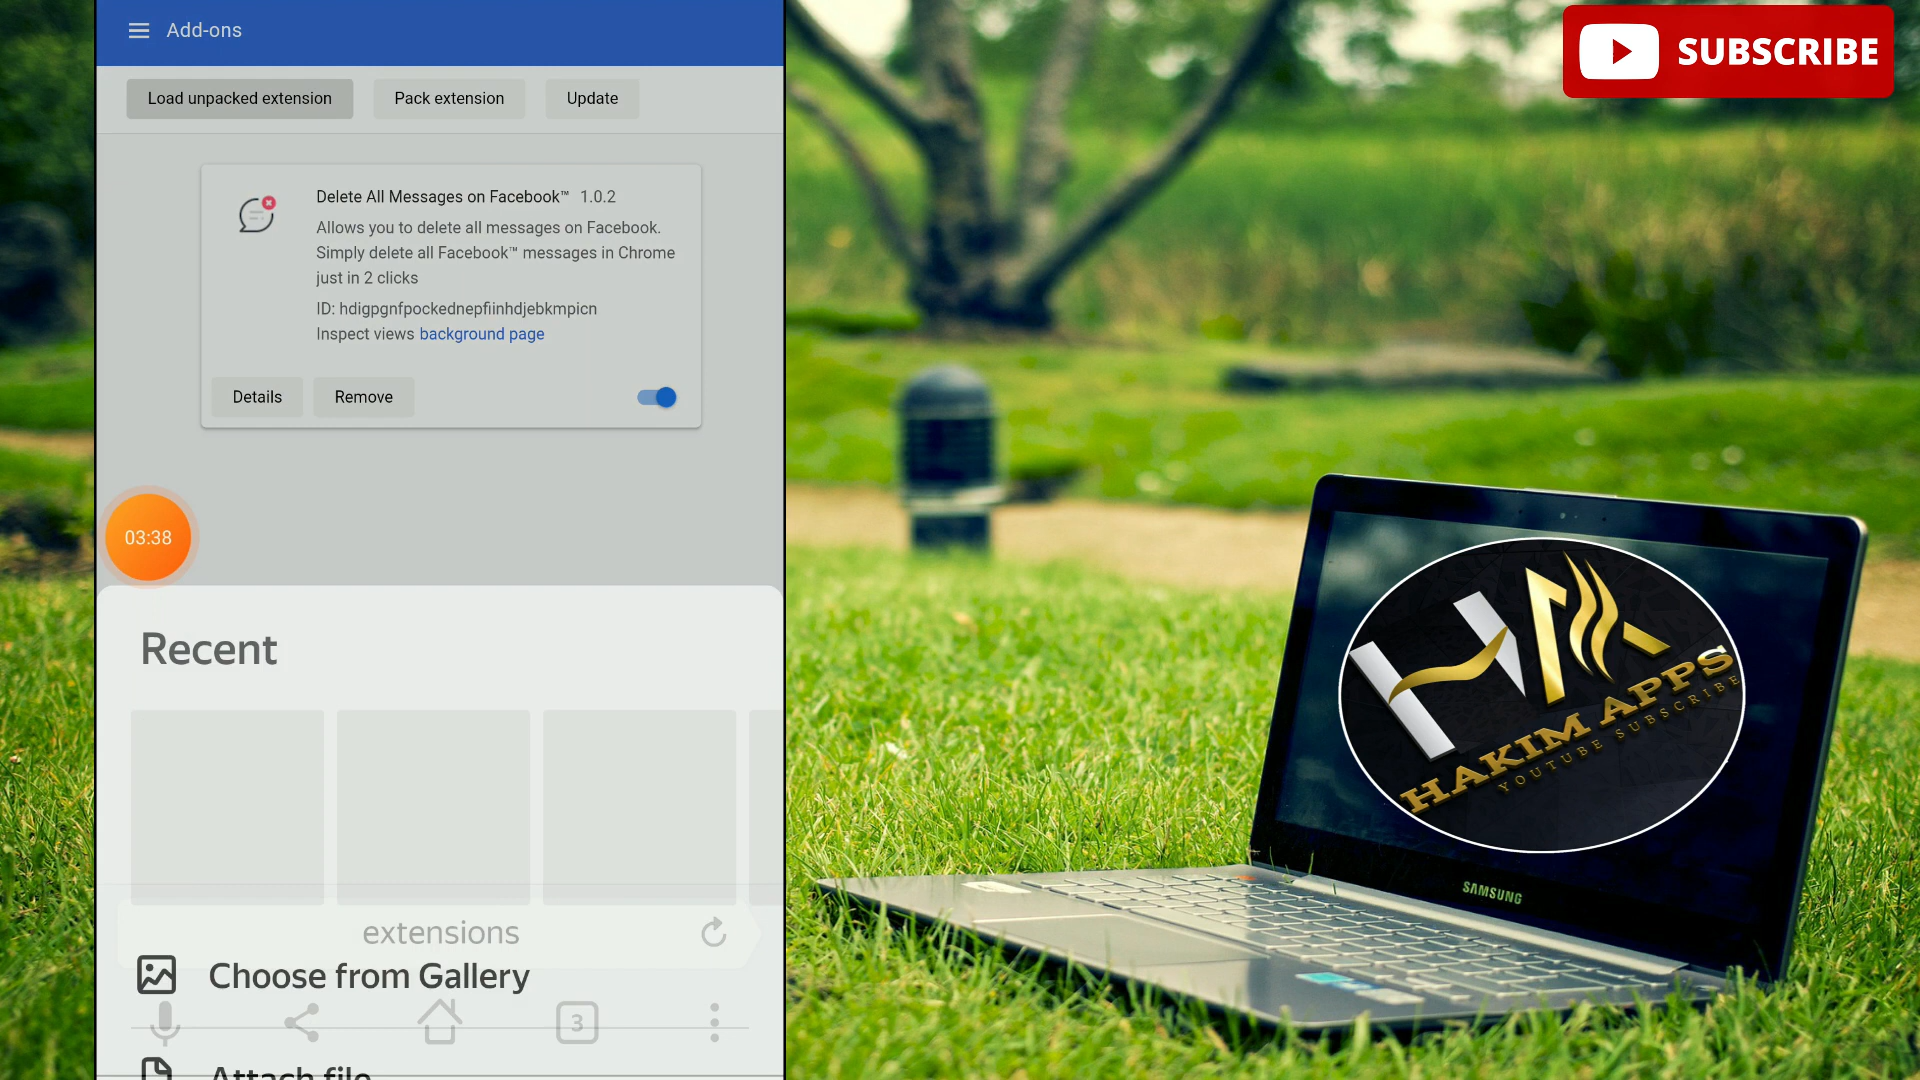 Add-ons
SUBSCRIBE
Load unpacked extension Pack extension Update
Delete All Messages on Facebook™ 1.0.2
Allows you to delete all messages on Facebook.
Simply delete all Facebook™ messages in Chrome
just in 2 clicks
ID: hdigpgnfpockednepfiinhdjebkmpicn
Inspect views background page
Details Remove
03:38
Recent
extensions
Choose from Gallery
3
Attach file
HAKIM APPS
YOUTUBE SUBSCRIBE
SAMSUNG